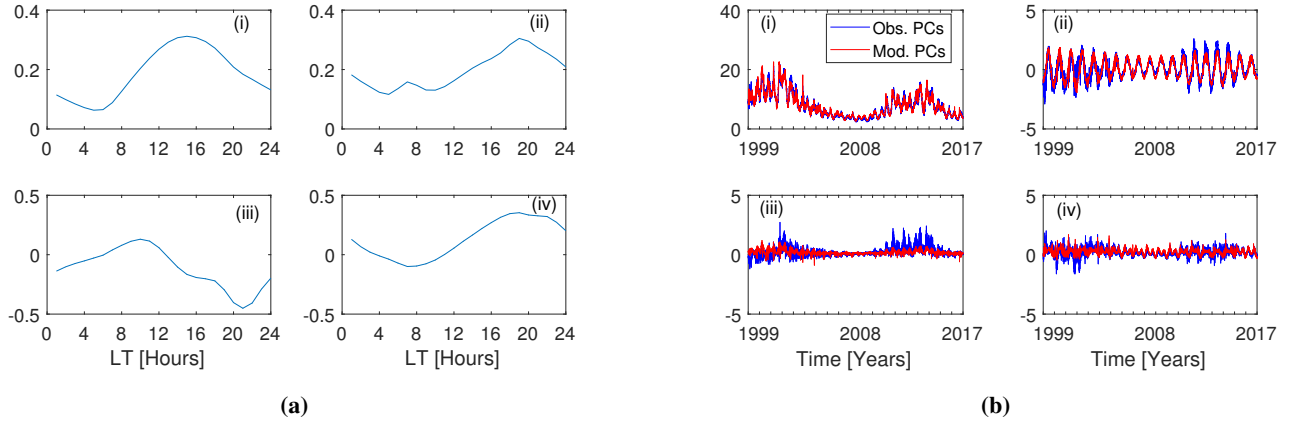 0.4
0.2
0
(i)
0 4 8 12 16 20 24
0.4
0.2
0
(ii)
0 4 8 12 16 20 24
0.5
0
-0.5
(iii)
0 4 8 12 16 20 24
LT [Hours]
0.5
0
-0.5
(iv)
0 4 8 12 16 20 24
LT [Hours]
(a)
40
20
0
(i)
Obs. PCs
Mod. PCs
1999 2008 2017
5
0
-5
(ii)
1999 2008 2017
5
0
-5
(iii)
1999 2008 2017
Time [Years]
5
0
-5
(iv)
1999 2008 2017
Time [Years]
(b)